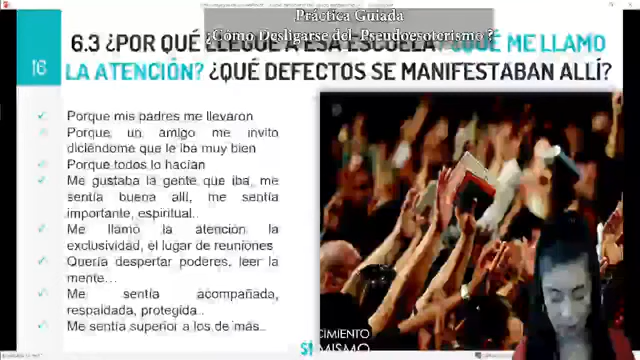 Práctica Guiada
¿Cómo Desligarse del Pseudoesoterismo ?
6.3 ¿POR QUÉ LLEGUÉ A ESA ESCUELA? ¿QUÉ ME LLAMO
16
LA ATENCIÓN? ¿QUÉ DEFECTOS SE MANIFESTABAN ALLÍ?
Porque mis padres me llevaron
Porque un amigo me invito
diciéndome que le iba muy bien
Porque todos lo hacían
Me gustaba la gente que iba, me
sentía buena allí, me sentía
importante, espiritual..
Me llamo la atención la
exclusividad, el lugar de reuniones
Quería despertar poderes, leer la
mente…
Me sentía acompañada,
respaldada, protegida..
Me sentía superior a los de mas..
CIMIENTO
MISMO